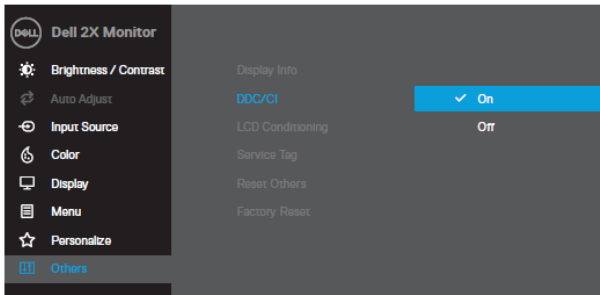 DELL
Dell 2X Monitor
Brightness / Contrast
Auto Adjust
Input Source
Color
Display
Menu
Personalize
Others
Display Info
DDC/CI
LCD Conditioning
Service Tag
Reset Others
Factory Reset
On
Off